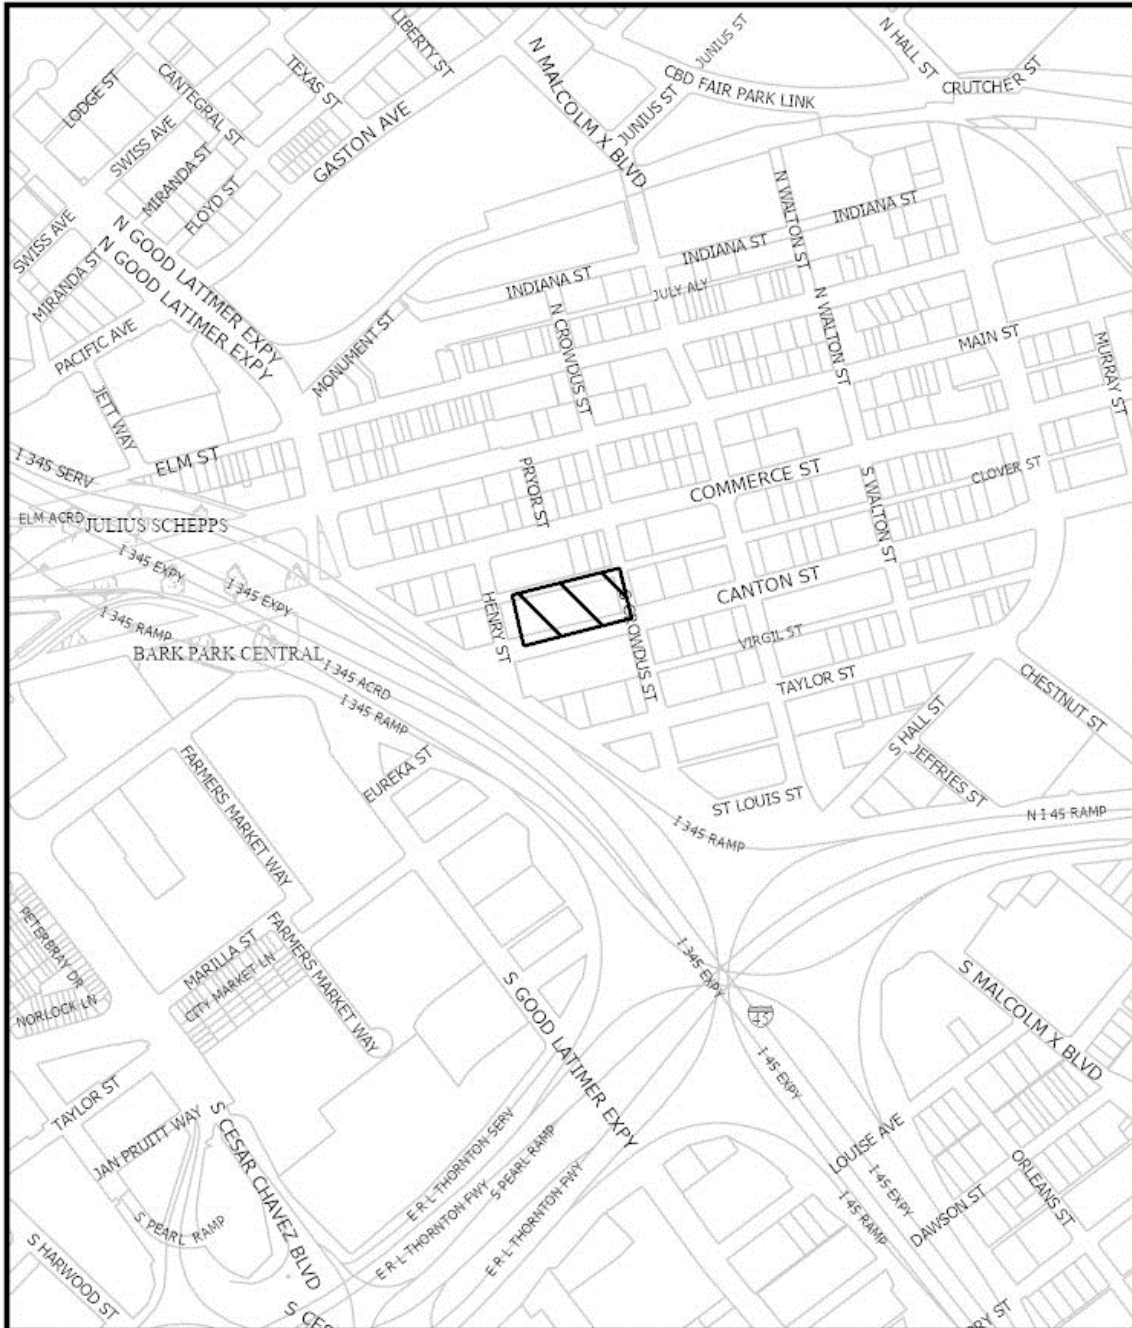 LIBERTY ST
N MALCOLM X BLVD
JUNIUS ST
N HALL ST
CRUTCHER ST
CBD FAIR PARK LINK
TEXAS ST
CANTEGRAL ST
LODGE ST
GASTON AVE
JUNIUS ST
SWISS AVE
MIRANDA ST
FLOYD ST
N WALTON ST
INDIANA ST
SWISS AVE
N GOOD LATIMER EXPY
N GOOD LATIMER EXPY
MIRANDA ST
INDIANA ST
INDIANA ST
JULY ALY
N CROWDUS ST
N WALTON ST
MAIN ST
MURRAY ST
MONUMENT ST
PACIFIC AVE
JETT WAY
ELM ST
I 345 SERV
PRYOR ST
COMMERCE ST
S WALTON ST
CLOVER ST
ELM ACRD
JULIUS SCHEPPS
I 345 EXPY
I 345 EXPY
CANTON ST
HENRY ST
S CROWDUS ST
I 345 RAMP
BARK PARK CENTRAL
VIRGIL ST
I 345 ACRD
TAYLOR ST
I 345 RAMP
CHESTNUT ST
S HALL ST
JEFFRIES ST
FARMERS MARKET WAY
EUREKA ST
ST LOUIS ST
I 345 RAMP
N I 45 RAMP
PETERBRAY DR
MARILLA ST
CITY MARKET LN
FARMERS MARKET WAY
NORLOCK LN
I 345 EXPY
S GOOD LATIMER EXPY
45
S MALCOLM X BLVD
I 45 EXPY
TAYLOR ST
JAN PRUITT WAY
S CESAR CHAVEZ BLVD
E R L THORNTON SERV
S PEARL RAMP
LOUISE AVE
I 45 EXPY
ORLEANS ST
S PEARL RAMP
E R L THORNTON FWY
E R L THORNTON FWY
I 45 RAMP
DAWSON ST
S HARWOOD ST
S CES
RY ST